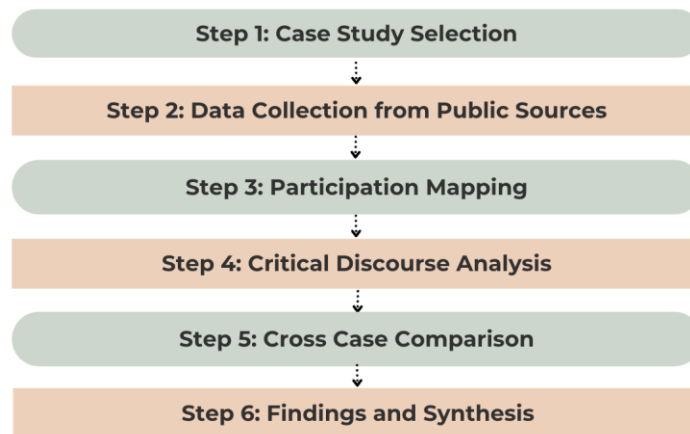 Step 1: Case Study Selection
Step 2: Data Collection from Public Sources
Step 3: Participation Mapping
Step 4: Critical Discourse Analysis
Step 5: Cross Case Comparison
Step 6: Findings and Synthesis